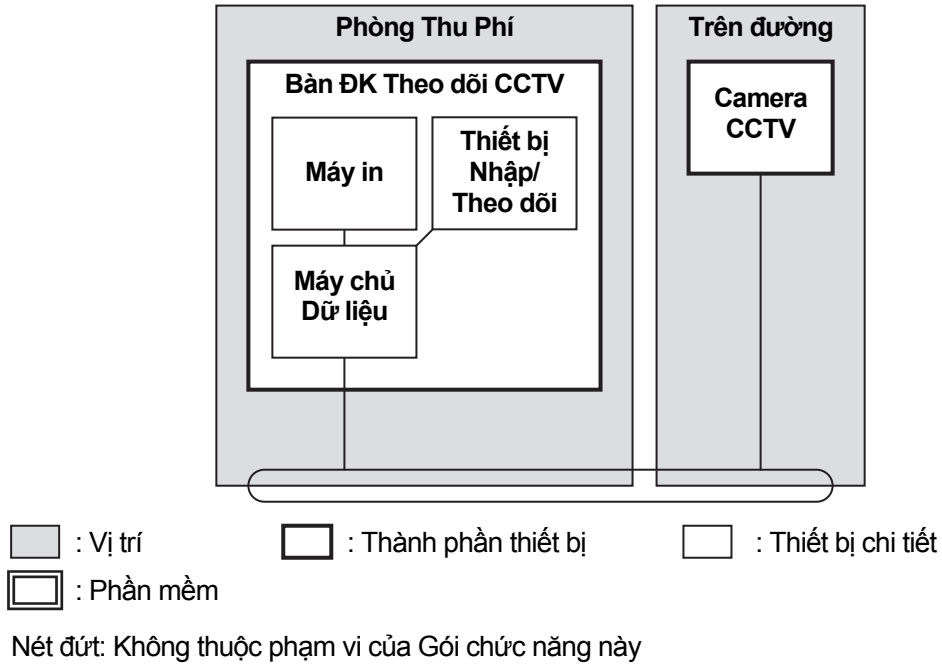 Phòng Thu Phí
Trên đường
Bàn ĐK Theo dõi CCTV
Camera
CCTV
Máy in
Thiết bị
Nhập/
Theo dõi
Máy chủ
Dữ liệu
: Vị trí
: Thành phần thiết bị
: Thiết bị chi tiết
: Phần mềm
Nét đứt: Không thuộc phạm vi của Gói chức năng này